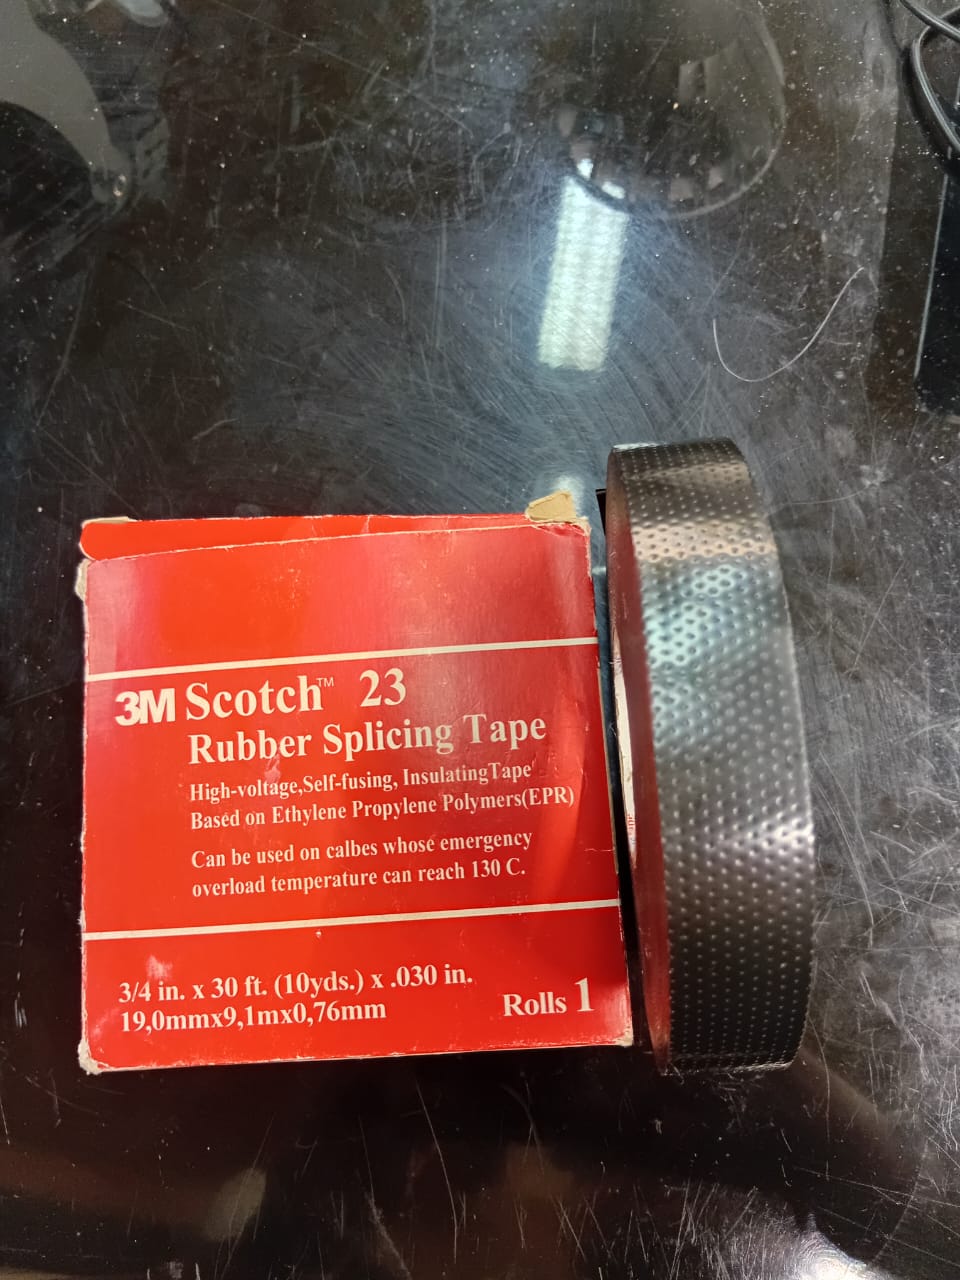 3M Scotch™ 23
Rubber Splicing Tape
High-voltage,Self-fusing, InsulatingTape
Based on Ethylene Propylene Polymers(EPR)
Can be used on calbes whose emergency
overload temperature can reach 130 C.
3/4 in. x 30 ft. (10yds.) x .030 in.
19,0mmx9,1mx0,76mm
Rolls 1